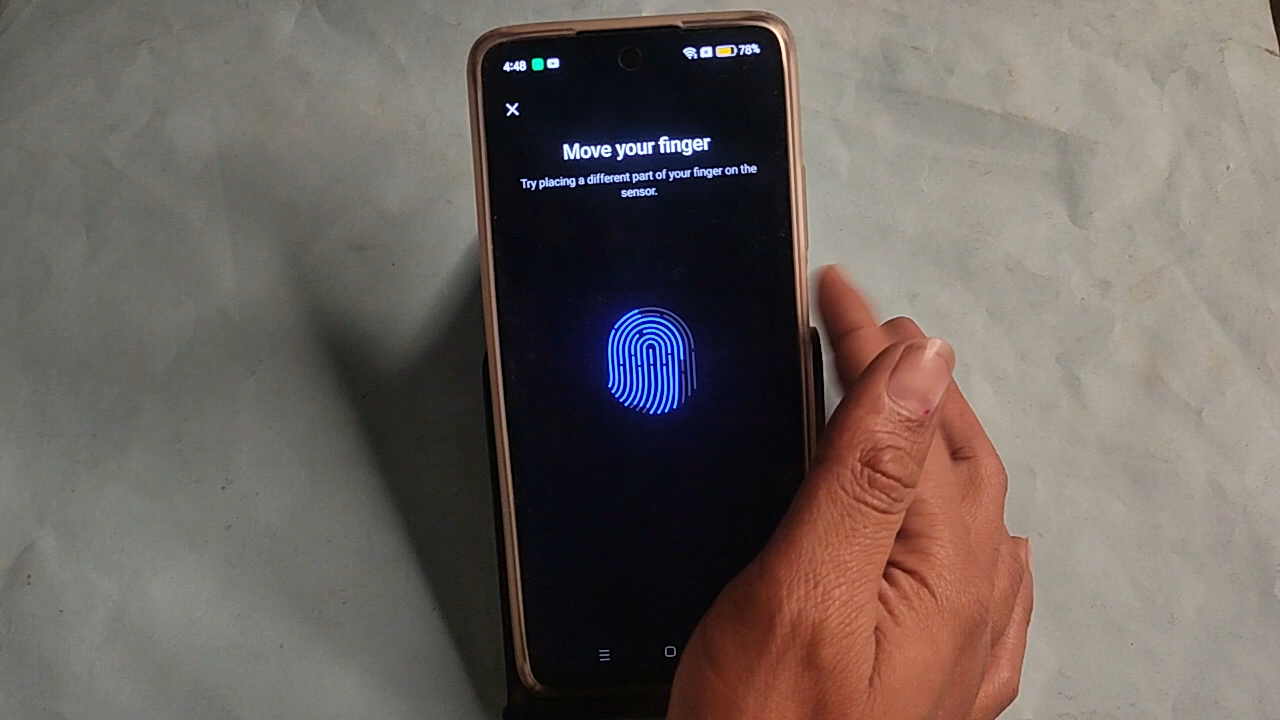 4:48 78%
Move your finger
Try placing a different part of your finger on the
sensor.